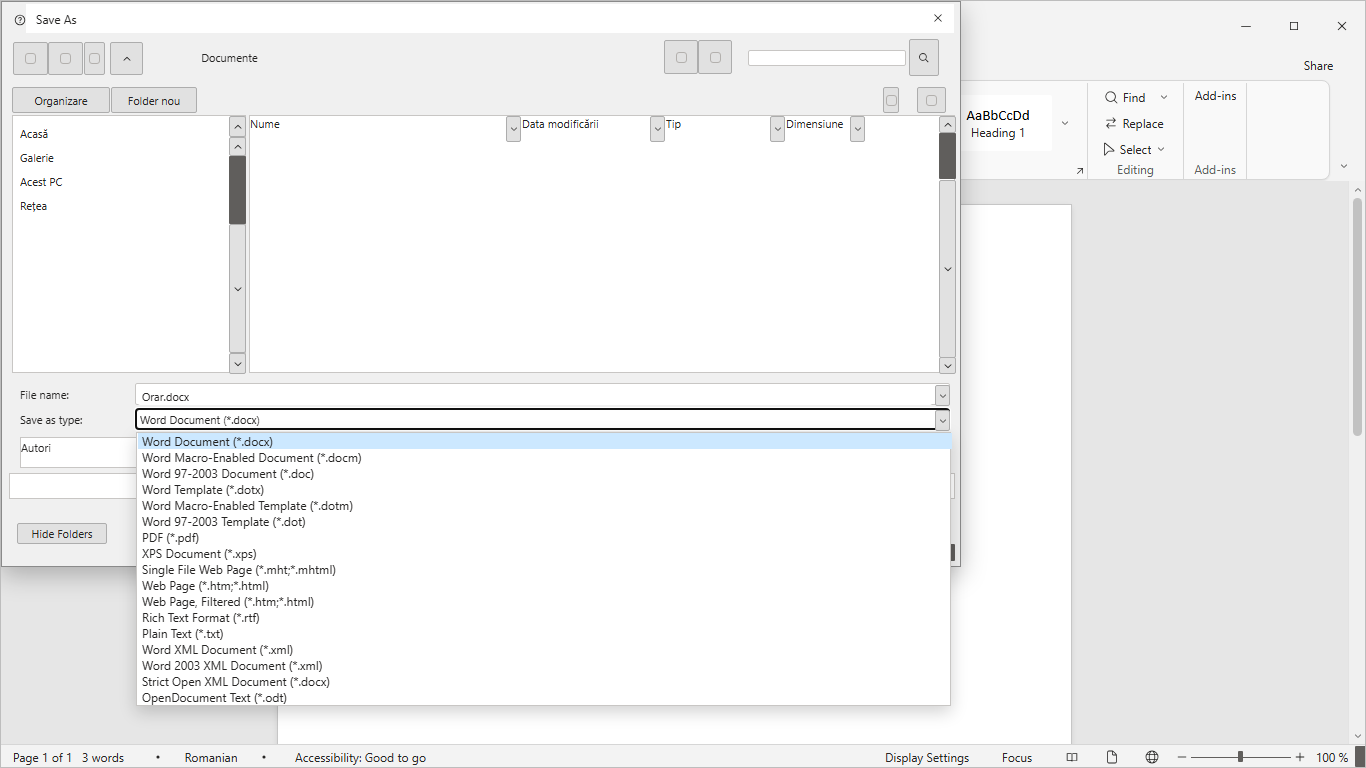 Save As
Documente
Share
Organizare
Folder nou
AaBbCcDd
Heading 1
Find
Replace
Select
Editing
Add-ins
Add-ins
Nume
Data modificării
Tip
Dimensiune
Acasă
Galerie
Acest PC
Rețea
File name:
Orar.docx
Save as type:
Word Document (*.docx)
Autori
Word Document (*.docx)
Word Macro-Enabled Document (*.docm)
Word 97-2003 Document (*.doc)
Word Template (*.dotx)
Word Macro-Enabled Template (*.dotm)
Word 97-2003 Template (*.dot)
PDF (*.pdf)
XPS Document (*.xps)
Single File Web Page (*.mht;*.mhtml)
Web Page (*.htm;*.html)
Web Page, Filtered (*.htm;*.html)
Rich Text Format (*.rtf)
Plain Text (*.txt)
Word XML Document (*.xml)
Word 2003 XML Document (*.xml)
Strict Open XML Document (*.docx)
OpenDocument Text (*.odt)
Hide Folders
Page 1 of 1
3 words
Romanian
Accessibility: Good to go
Display Settings
Focus
100 %